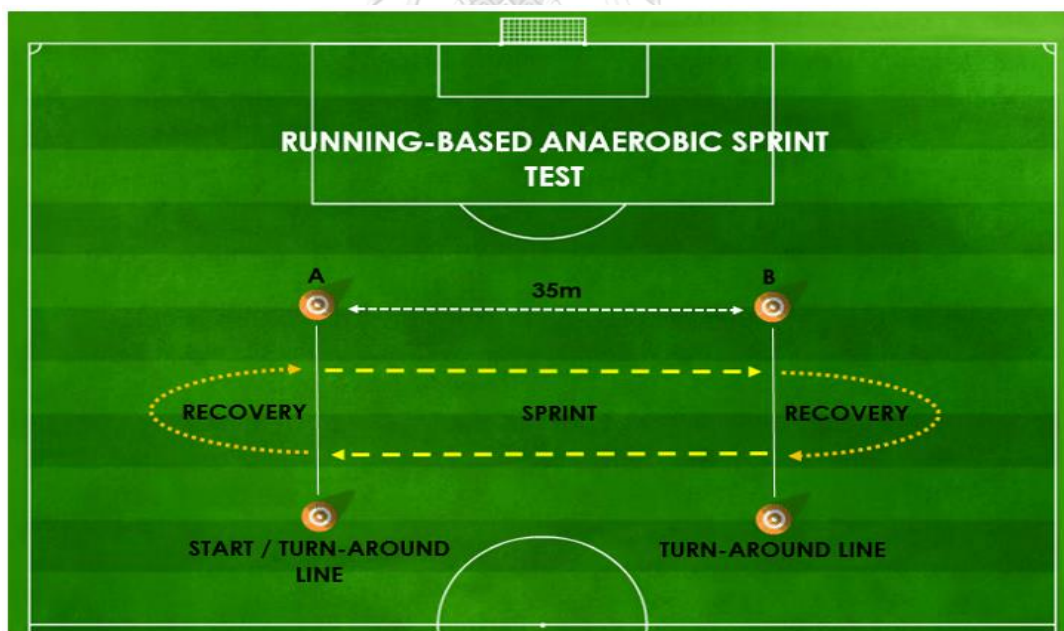 RUNNING-BASED ANAEROBIC SPRINT
TEST
A
B
35m
RECOVERY
SPRINT
RECOVERY
START / TURN-AROUND
LINE
TURN-AROUND LINE